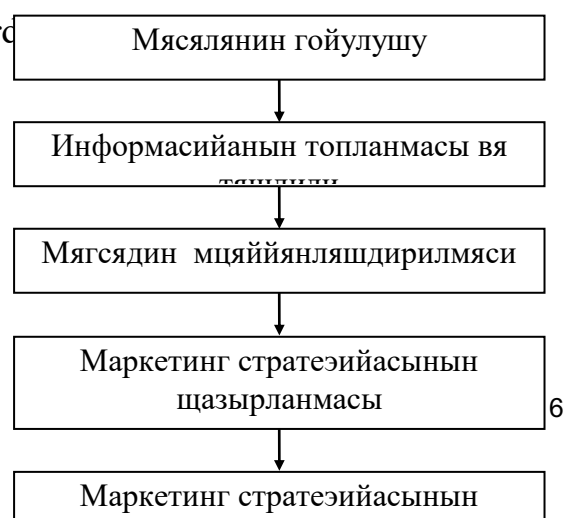 Мясялянин гойулушу
Информасийанын топланмасы вя
Мягсядин мцяййянляшдирилмяси
Маркетинг стратеэийасынын
щазырланмасы
6
Маркетинг стратеэийасынын